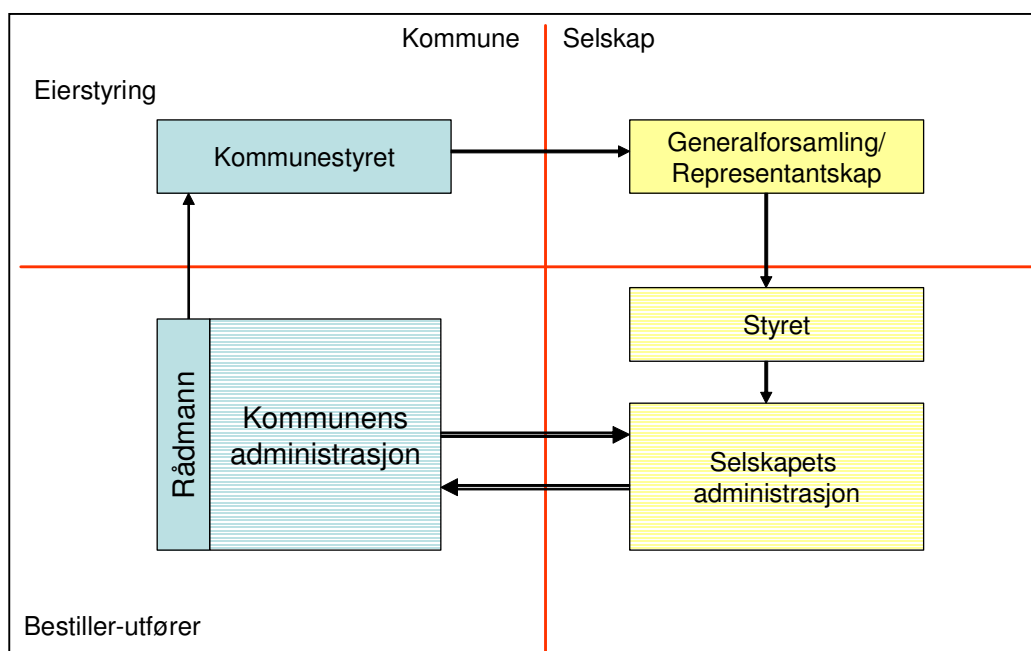 Kommune
Selskap
Eierstyring
Kommunestyret
Generalforsamling/
Representantskap
Styret
Rådmann
Kommunens
administrasjon
Selskapets
administrasjon
Bestiller-utfører